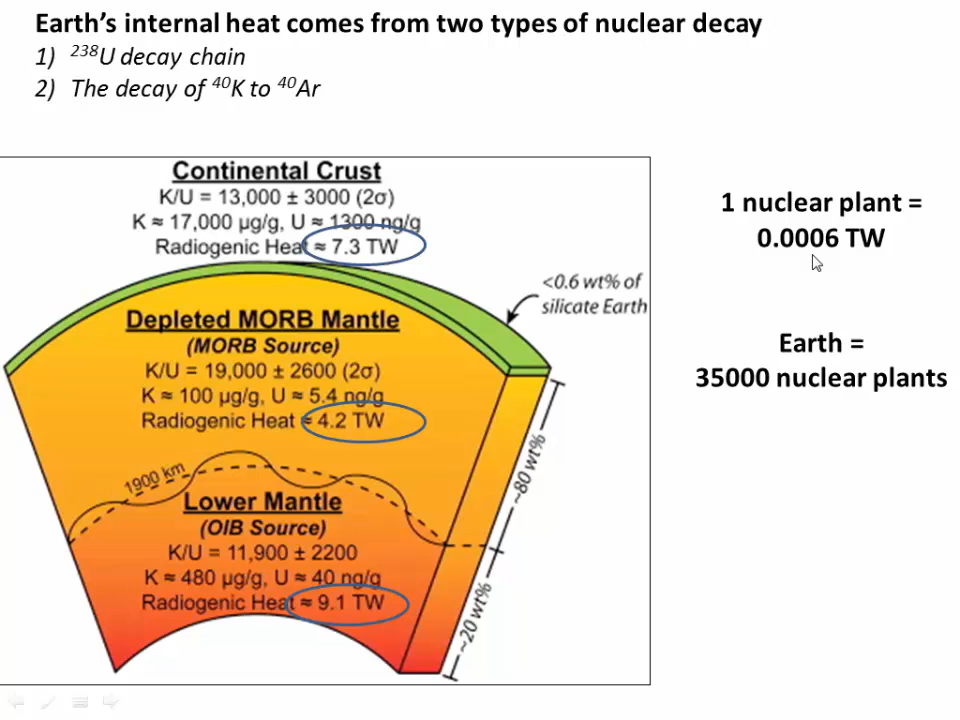 Earth's internal heat comes from two types of nuclear decay
1) ²³⁸U decay chain
2) The decay of ⁴⁰K to ⁴⁰Ar
Continental Crust
K/U = 13,000 ± 3000 (2σ)
K ≈ 17,000 µg/g, U ≈ 1300 ng/g
Radiogenic Heat ≈ 7.3 TW
<0.6 wt% of
silicate Earth
Depleted MORB Mantle
(MORB Source)
K/U = 19,000 ± 2600 (2σ)
K ≈ 100 µg/g, U ≈ 5.4 ng/g
Radiogenic Heat ≈ 4.2 TW
~80 wt%
1900 km
Lower Mantle
(OIB Source)
K/U = 11,900 ± 2200
K ≈ 480 µg/g, U ≈ 40 ng/g
Radiogenic Heat ≈ 9.1 TW
~20 wt%
1 nuclear plant =
0.0006 TW
Earth =
35000 nuclear plants